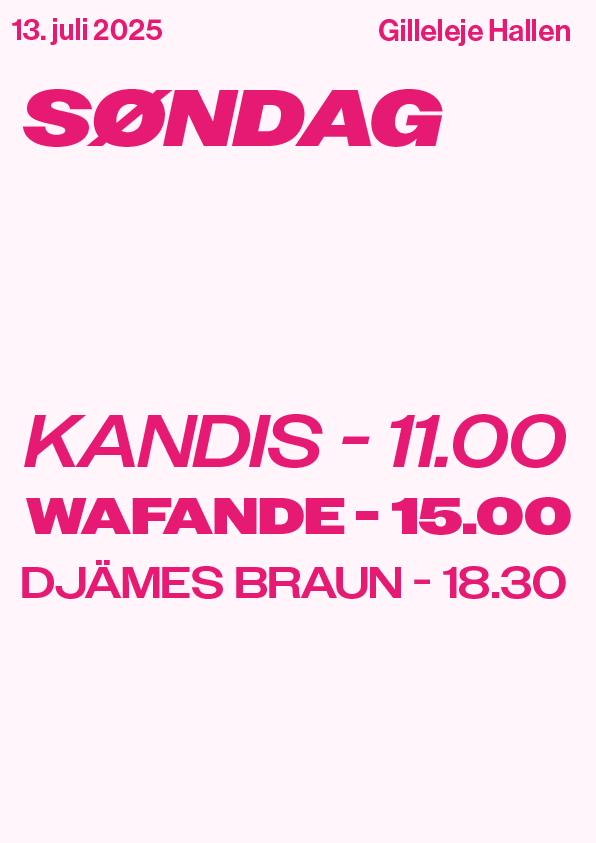 13. juli 2025
Gilleleje Hallen
SØNDAG
KANDIS - 11.00
WAFANDE - 15.00
DJÄMES BRAUN - 18.30